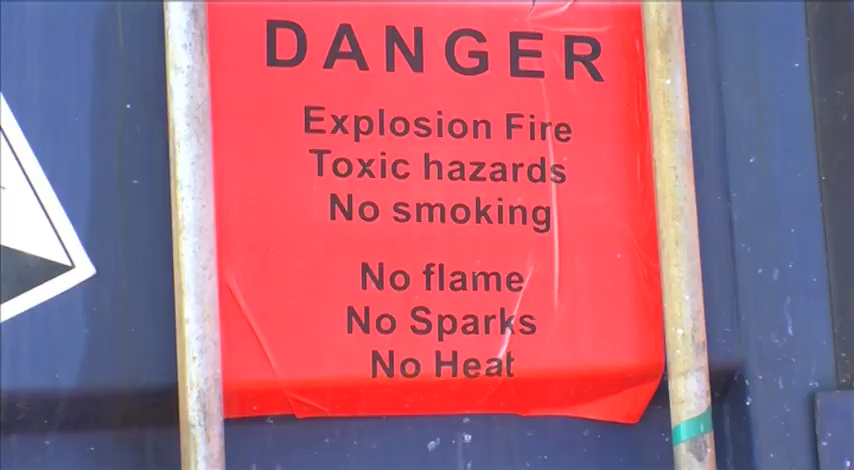 DANGER
Explosion Fire
Toxic hazards
No smoking
No flame
No Sparks
No Heat